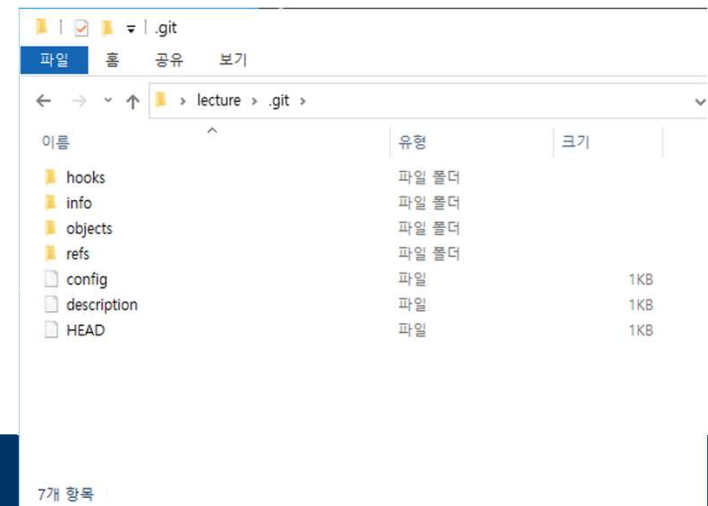 .git
파일 홈 공유 보기
lecture > .git >
이름 유형 크기
hooks 파일 폴더
info 파일 폴더
objects 파일 폴더
refs 파일 폴더
config 파일 1KB
description 파일 1KB
HEAD 파일 1KB
7개 항목